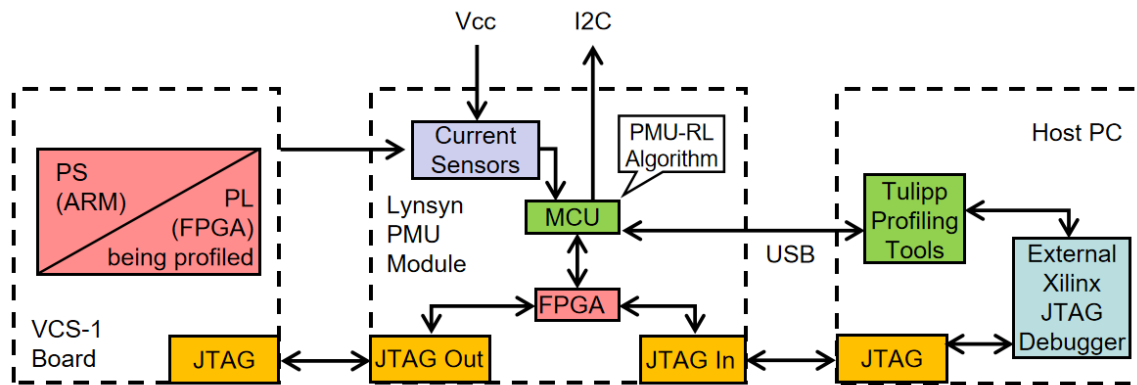 Vcc
I2C
PS
(ARM)
PL
(FPGA)
being profiled
VCS-1
Board
JTAG
Current
Sensors
PMU-RL
Algorithm
MCU
Lynsyn
PMU
Module
FPGA
JTAG Out
JTAG In
USB
Host PC
Tulipp
Profiling
Tools
External
Xilinx
JTAG
Debugger
JTAG